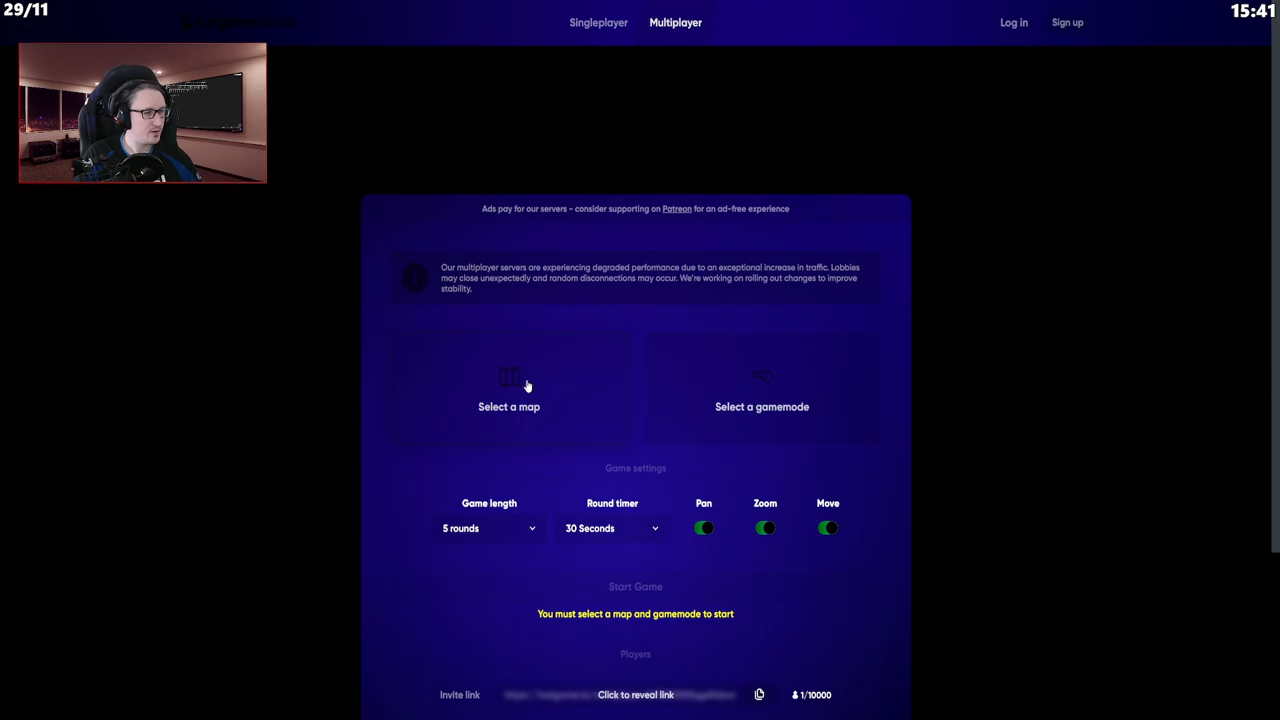 29/11
Singleplayer Multiplayer
Log in Sign up
15:41
Ads pay for our servers - consider supporting on Patreon for an ad-free experience
Our multiplayer servers are experiencing degraded performance due to an exceptional increase in traffic. Lobbies
may close unexpectedly and random disconnections may occur. We're working on rolling out changes to improve
stability.
Select a map
Select a gamemode
Game settings
Game length Round timer Pan Zoom Move
5 rounds 30 Seconds
Start Game
You must select a map and gamemode to start
Players
Invite link Click to reveal link 1/10000